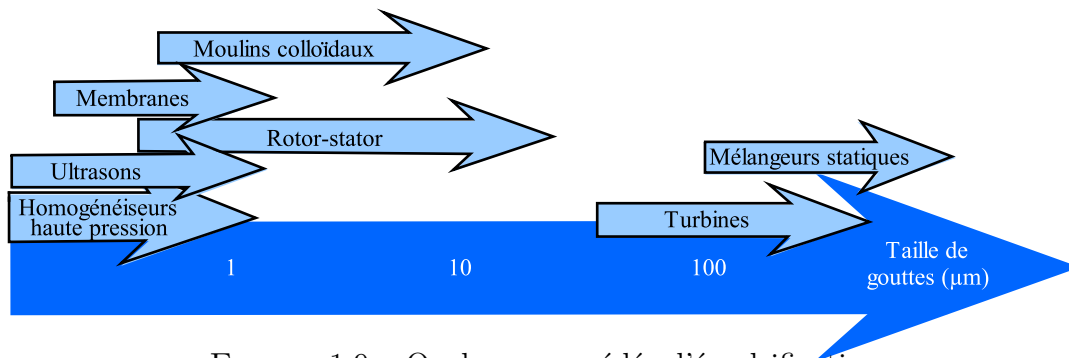 Moulins colloïdaux
Membranes
Rotor-stator
Mélangeurs statiques
Ultrasons
Homogénéiseurs
haute pression
Turbines
1
10
100
Taille de
gouttes (µm)